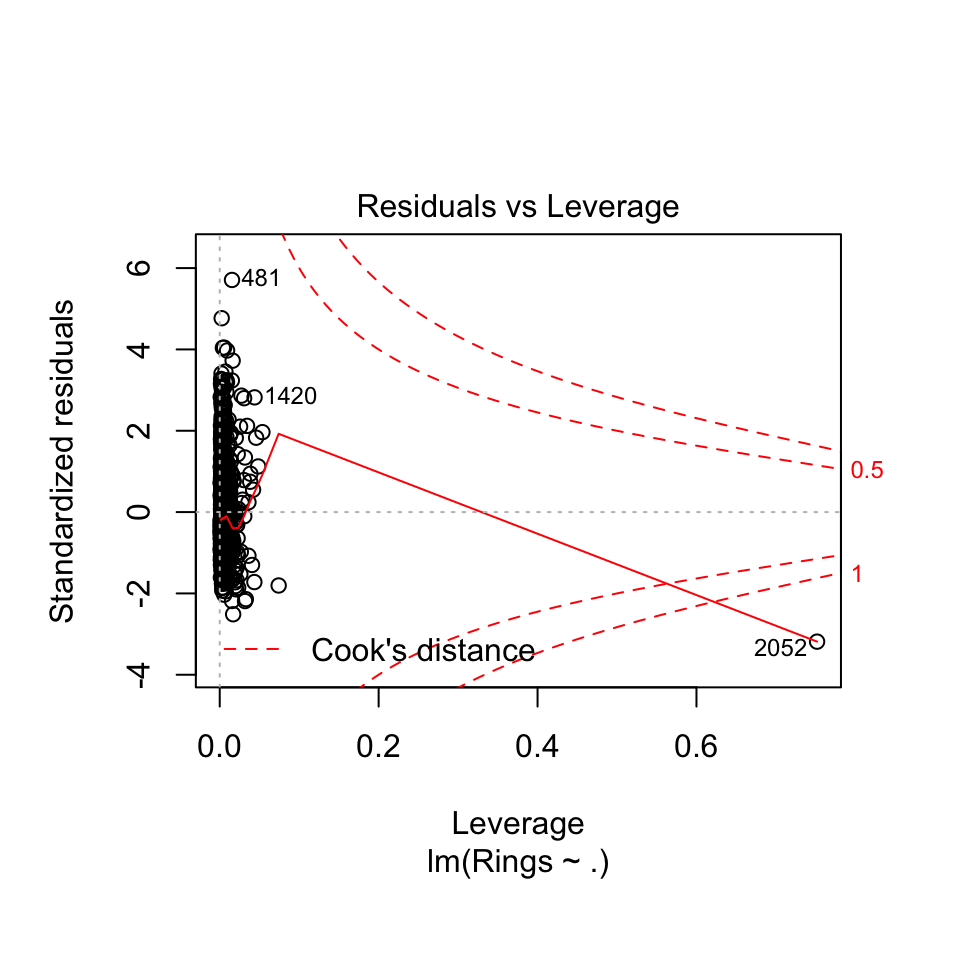 Residuals vs Leverage
Standardized residuals
6
4
2
0
-2
-4
481
1420
2052
0.5
1
Cook's distance
0.0 0.2 0.4 0.6
Leverage
lm(Rings ~ .)